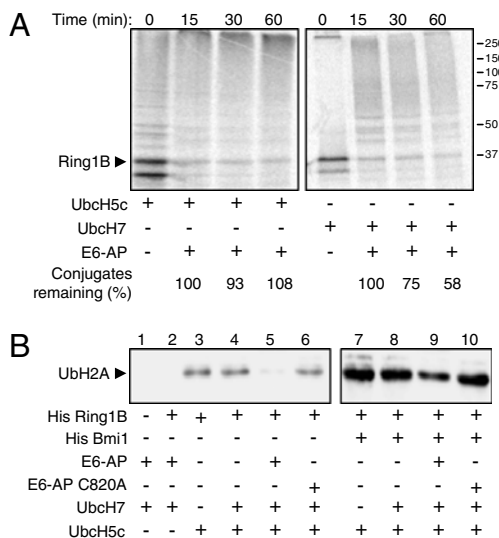 A
Time (min): 0 15 30 60 0 15 30 60
-250
-150
-100
-75
-50
-37
Ring1B
UbcH5c + + + + - - - -
UbcH7 - - - - + + + +
E6-AP - + + + - + + +
Conjugates remaining (%) 100 93 108 100 75 58
B
1 2 3 4 5 6 7 8 9 10
UbH2A
His Ring1B - + + + + + + + + +
His Bmi1 - - - - - - + + + +
E6-AP + + - - + - - - + -
E6-AP C820A - - - - - + - - - +
UbcH7 + + - + + + - + + +
UbcH5c - - + + + + + + + +